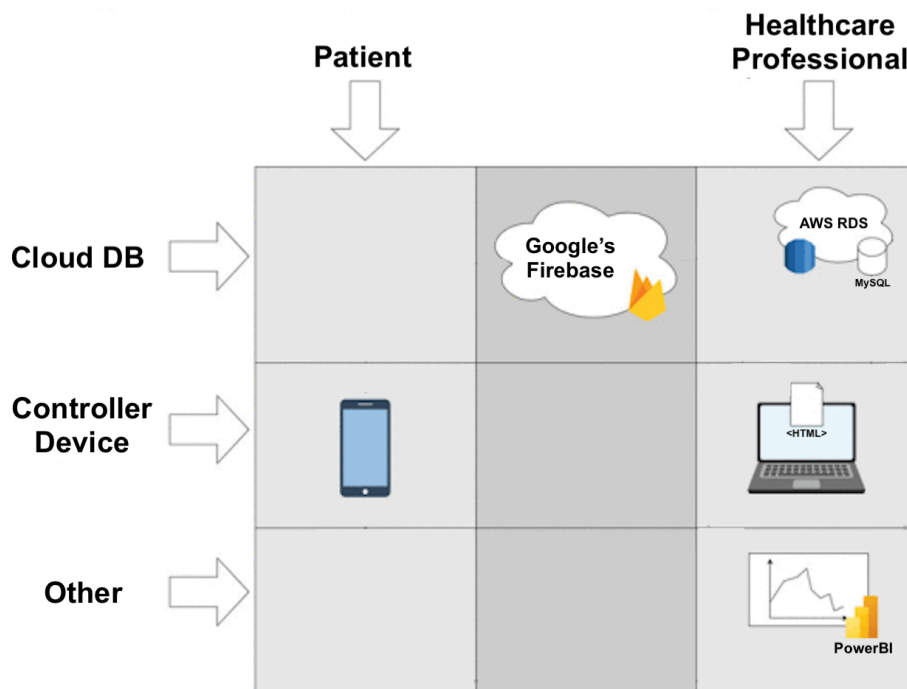 Patient
Healthcare
Professional
Cloud DB
Google's
Firebase
AWS RDS
MySQL
Controller
Device
<HTML>
Other
PowerBI